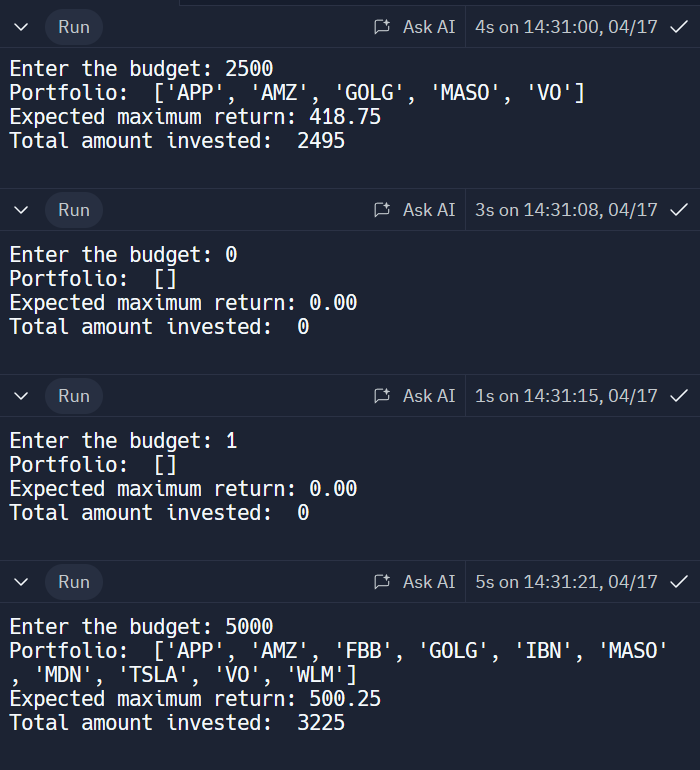 Run Ask AI 4s on 14:31:00, 04/17
Enter the budget: 2500
Portfolio:  ['APP', 'AMZ', 'GOLG', 'MASO', 'VO']
Expected maximum return: 418.75
Total amount invested:  2495
Run Ask AI 3s on 14:31:08, 04/17
Enter the budget: 0
Portfolio:  []
Expected maximum return: 0.00
Total amount invested:  0
Run Ask AI 1s on 14:31:15, 04/17
Enter the budget: 1
Portfolio:  []
Expected maximum return: 0.00
Total amount invested:  0
Run Ask AI 5s on 14:31:21, 04/17
Enter the budget: 5000
Portfolio:  ['APP', 'AMZ', 'FBB', 'GOLG', 'IBN', 'MASO'
, 'MDN', 'TSLA', 'VO', 'WLM']
Expected maximum return: 500.25
Total amount invested:  3225